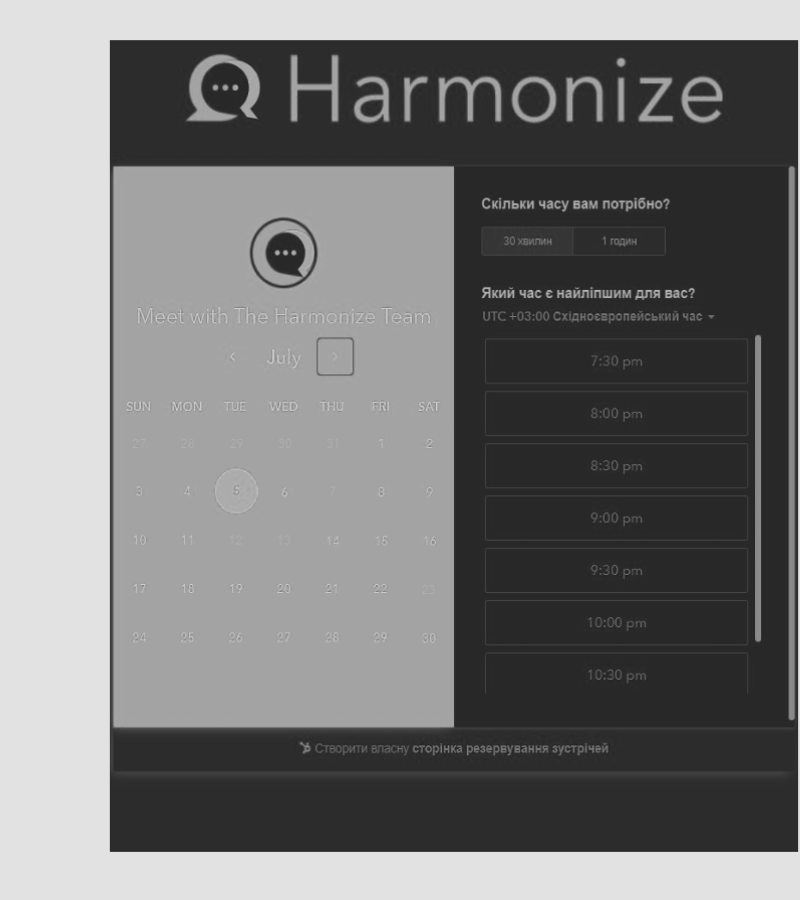 Harmonize
Meet with The Harmonize Team
July
SUN MON TUE WED THU FRI SAT
27 28 29 30 31 1 2
3 4 5 6 7 8 9
10 11 12 13 14 15 16
17 18 19 20 21 22 23
24 25 26 27 28 29 30
Скільки часу вам потрібно?
30 хвилин 1 годин
Який час є найліпшим для вас?
UTC +03:00 Східноєвропейський час
7:30 pm
8:00 pm
8:30 pm
9:00 pm
9:30 pm
10:00 pm
10:30 pm
Створити власну сторінка резервування зустрічей